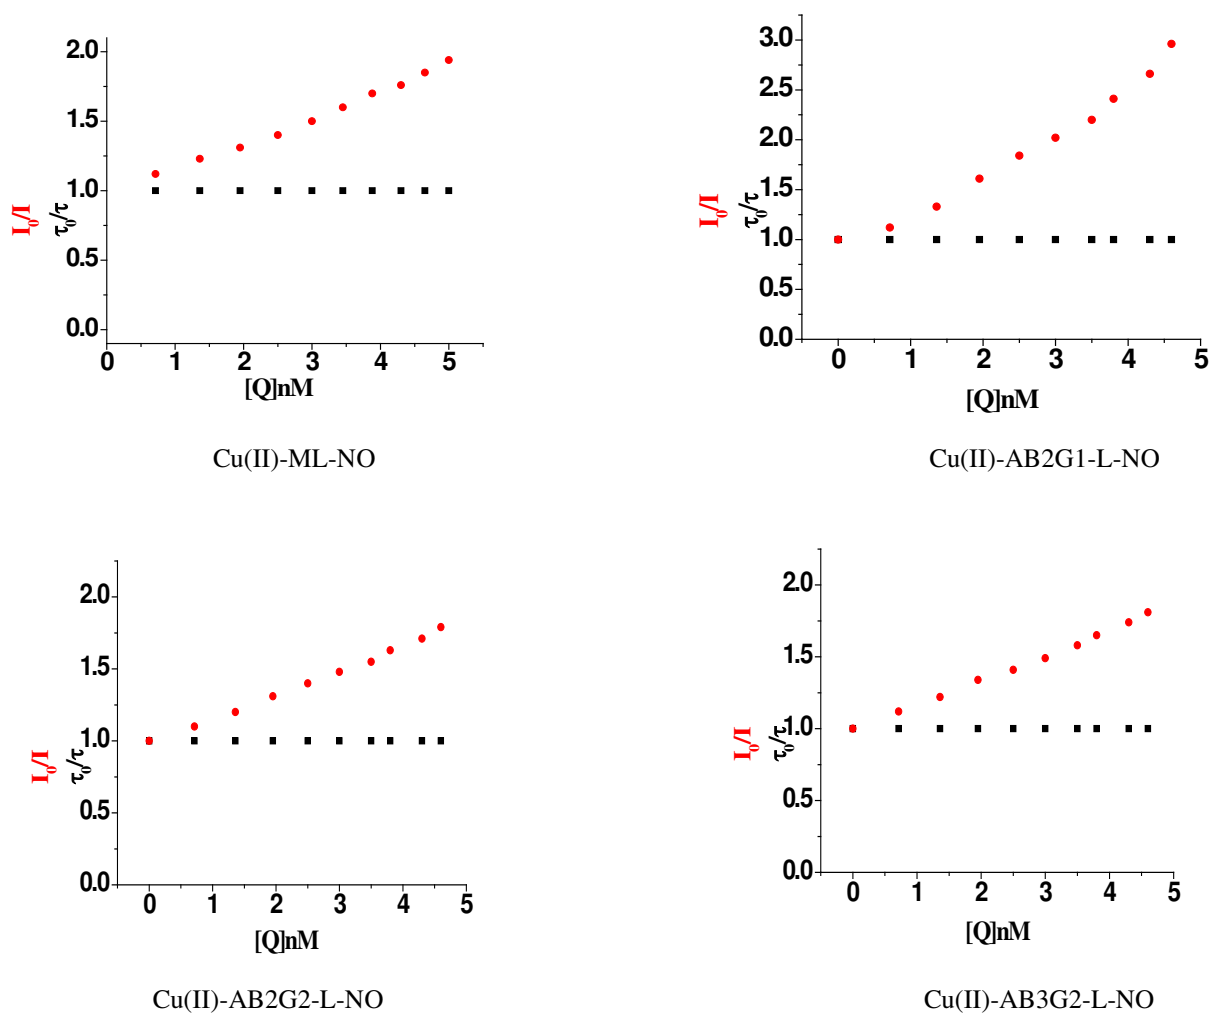 2.0
1.5
1.0
0.5
0.0
0 1 2 3 4 5
I₀/I
τ₀/τ
[Q]nM
Cu(II)-ML-NO
3.0
2.5
2.0
1.5
1.0
0.5
0.0
0 1 2 3 4 5
I₀/I
τ₀/τ
[Q]nM
Cu(II)-AB2G1-L-NO
2.0
1.5
1.0
0.5
0.0
0 1 2 3 4 5
I₀/I
τ₀/τ
[Q]nM
Cu(II)-AB2G2-L-NO
2.0
1.5
1.0
0.5
0.0
0 1 2 3 4 5
I₀/I
τ₀/τ
[Q]nM
Cu(II)-AB3G2-L-NO